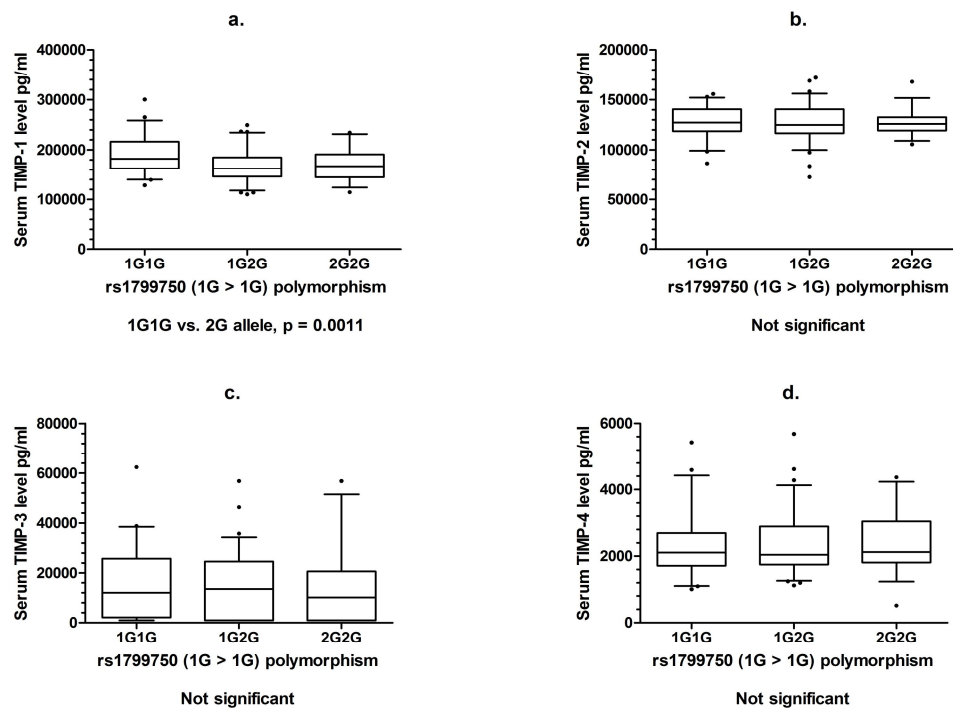 a.
Serum TIMP-1 level pg/ml
400000
300000
200000
100000
0
1G1G 1G2G 2G2G
rs1799750 (1G > 1G) polymorphism
1G1G vs. 2G allele, p = 0.0011
b.
Serum TIMP-2 level pg/ml
200000
150000
100000
50000
0
1G1G 1G2G 2G2G
rs1799750 (1G > 1G) polymorphism
Not significant
c.
Serum TIMP-3 level pg/ml
80000
60000
40000
20000
0
1G1G 1G2G 2G2G
rs1799750 (1G > 1G) polymorphism
Not significant
d.
Serum TIMP-4 level pg/ml
6000
4000
2000
0
1G1G 1G2G 2G2G
rs1799750 (1G > 1G) polymorphism
Not significant